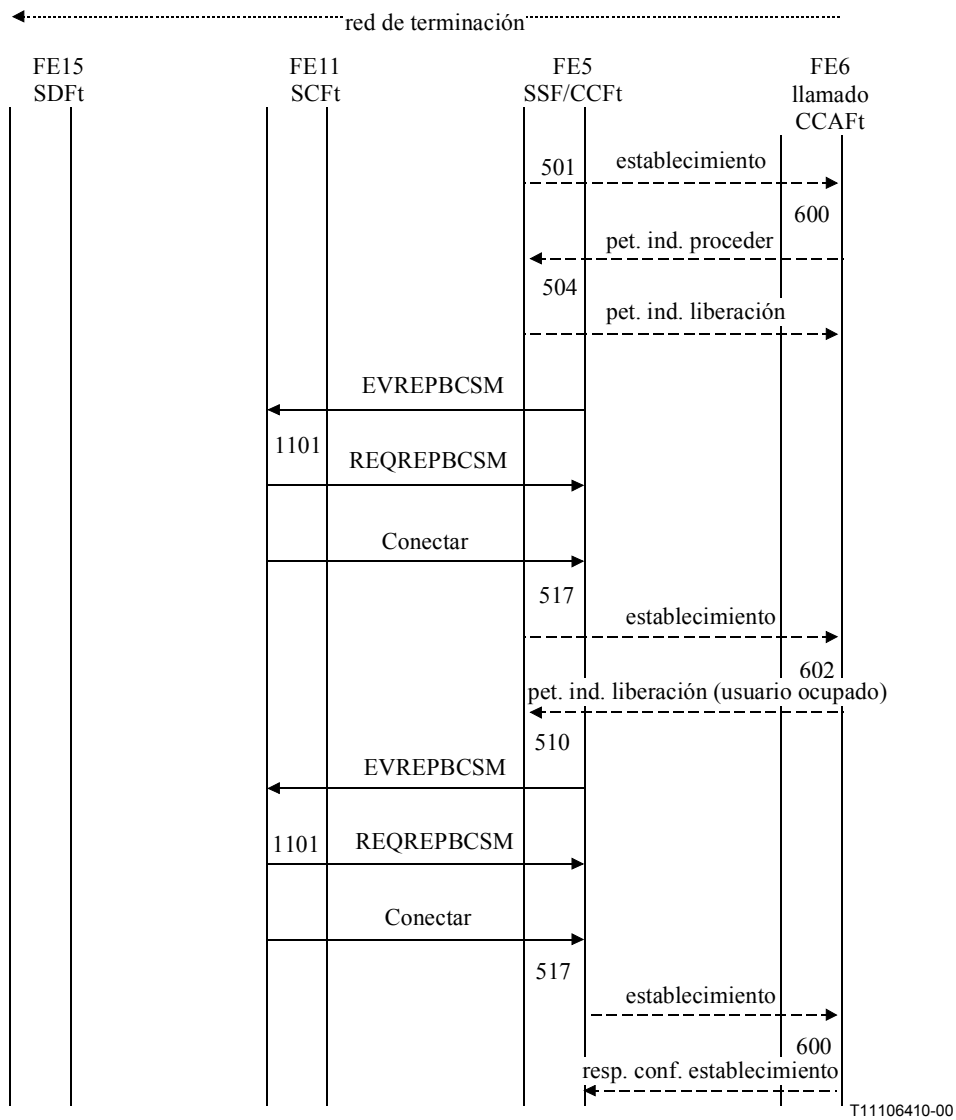 red de terminación
FE15
SDFt
FE11
SCFt
FE5
SSF/CCFt
FE6
llamado
CCAFt
501
establecimiento
600
pet. ind. proceder
504
pet. ind. liberación
EVREPBCSM
1101
REQREPBCSM
Conectar
517
establecimiento
602
pet. ind. liberación (usuario ocupado)
510
EVREPBCSM
1101
REQREPBCSM
Conectar
517
establecimiento
600
resp. conf. establecimiento
T11106410-00